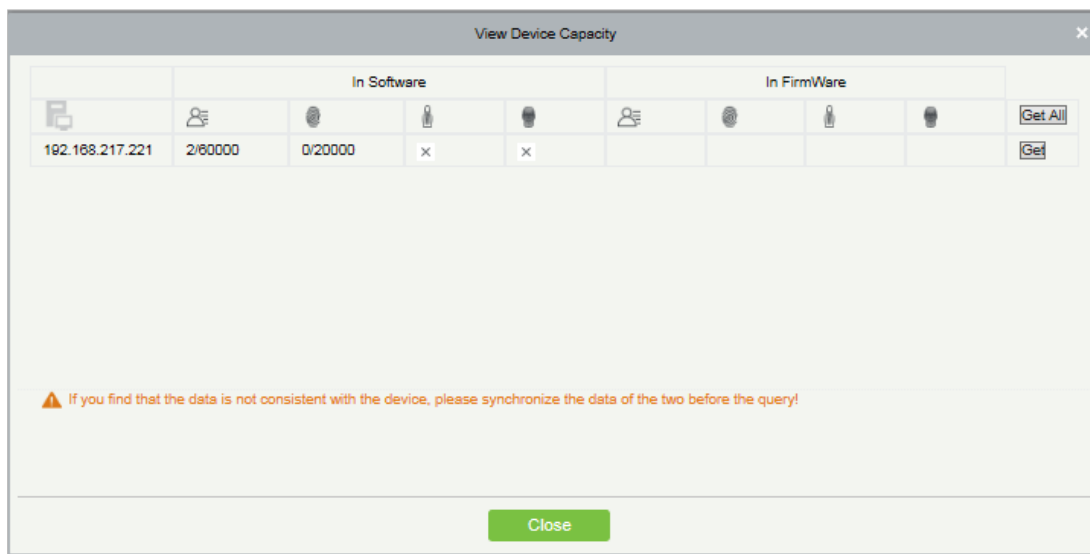 View Device Capacity
In Software In FirmWare
Get All
192.168.217.221 2/60000 0/20000 Get
If you find that the data is not consistent with the device, please synchronize the data of the two before the query!
Close